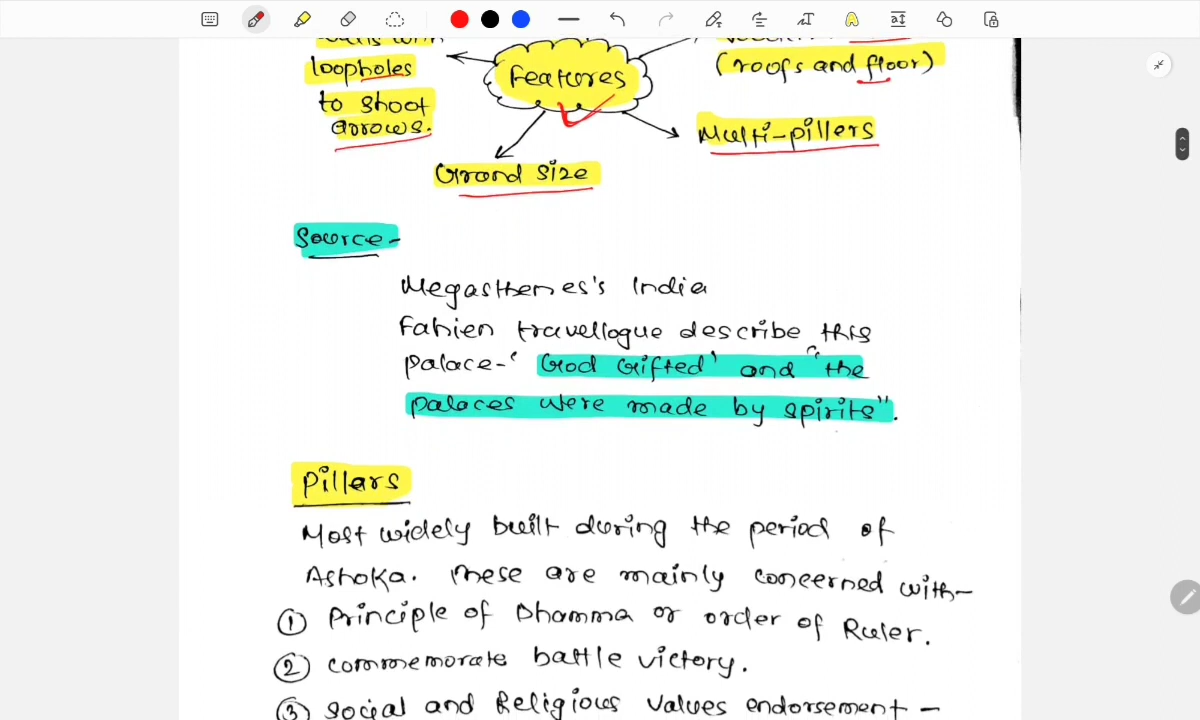 loopholes
to shoot
arrows.
Features
(roofs and floor)
Multi-pillers
Grand size
Source-
Megasthenes's India
Fahien travellogue describe this
palace-' God Gifted' and "the
palaces were made by spirits".
Pillars
Most widely built during the period of
Ashoka. These are mainly concerned with-
① Principle of Dhamma or order of Ruler.
② commemorate battle victory.
③ social and Religious values endorsement -